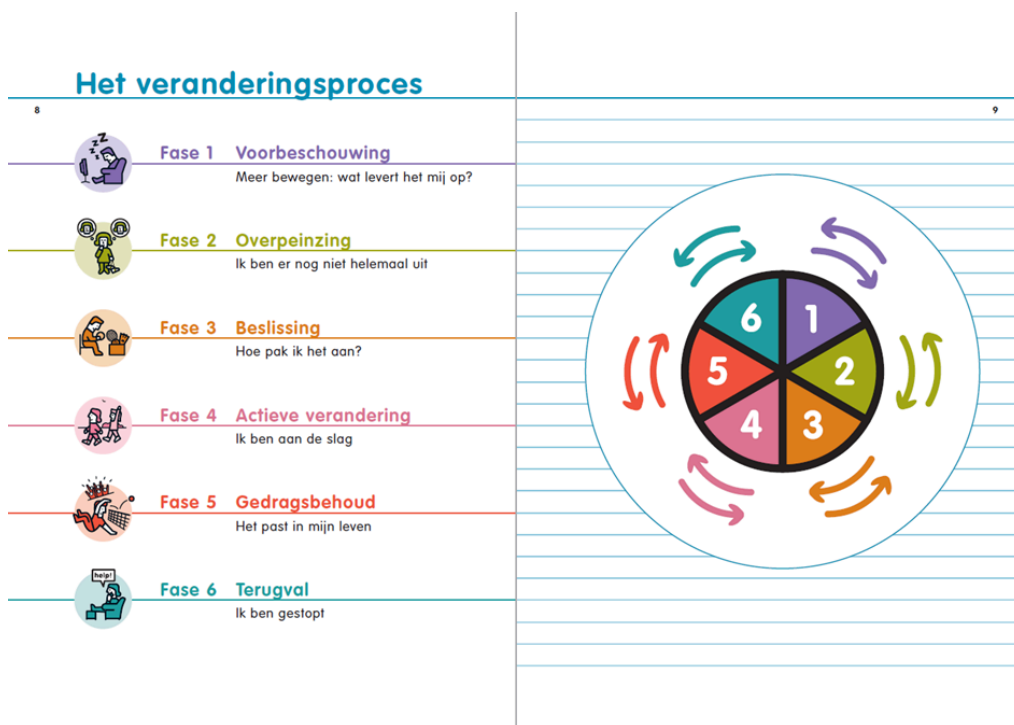 Het veranderingsproces
8
9
zZZ
Fase 1 Voorbeschouwing
Meer bewegen: wat levert het mij op?
Fase 2 Overpeinzing
Ik ben er nog niet helemaal uit
Fase 3 Beslissing
Hoe pak ik het aan?
Fase 4 Actieve verandering
Ik ben aan de slag
Fase 5 Gedragsbehoud
Het past in mijn leven
help!
Fase 6 Terugval
Ik ben gestopt
6 1
5 2
4 3